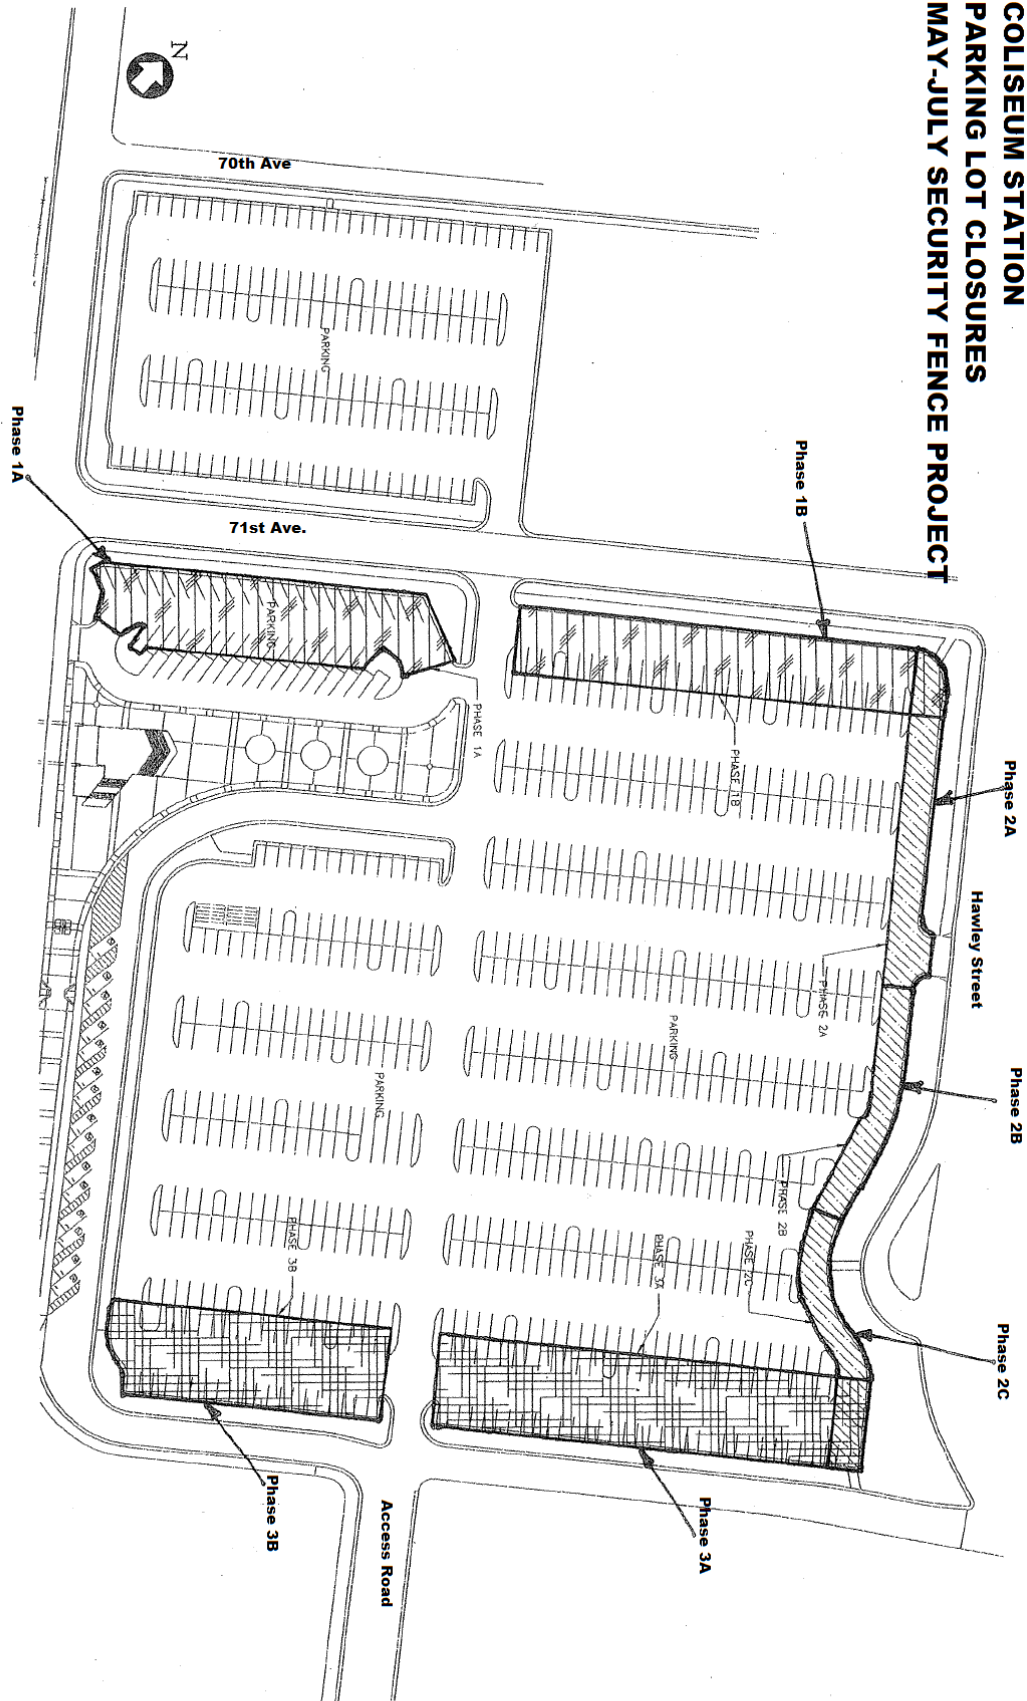 COLISEUM STATION
PARKING LOT CLOSURES
MAY-JULY SECURITY FENCE PROJECT
N
70th Ave
PARKING
Phase 1A
71st Ave.
Phase 1B
PARKING
PHASE 1A
PHASE 1B
Phase 2A
Hawley Street
PHASE 2A
PARKING
PARKING
Phase 2B
PHASE 2B
PHASE 2C
PHASE 3A
PHASE 3B
Phase 2C
Phase 3A
Phase 3B
Access Road